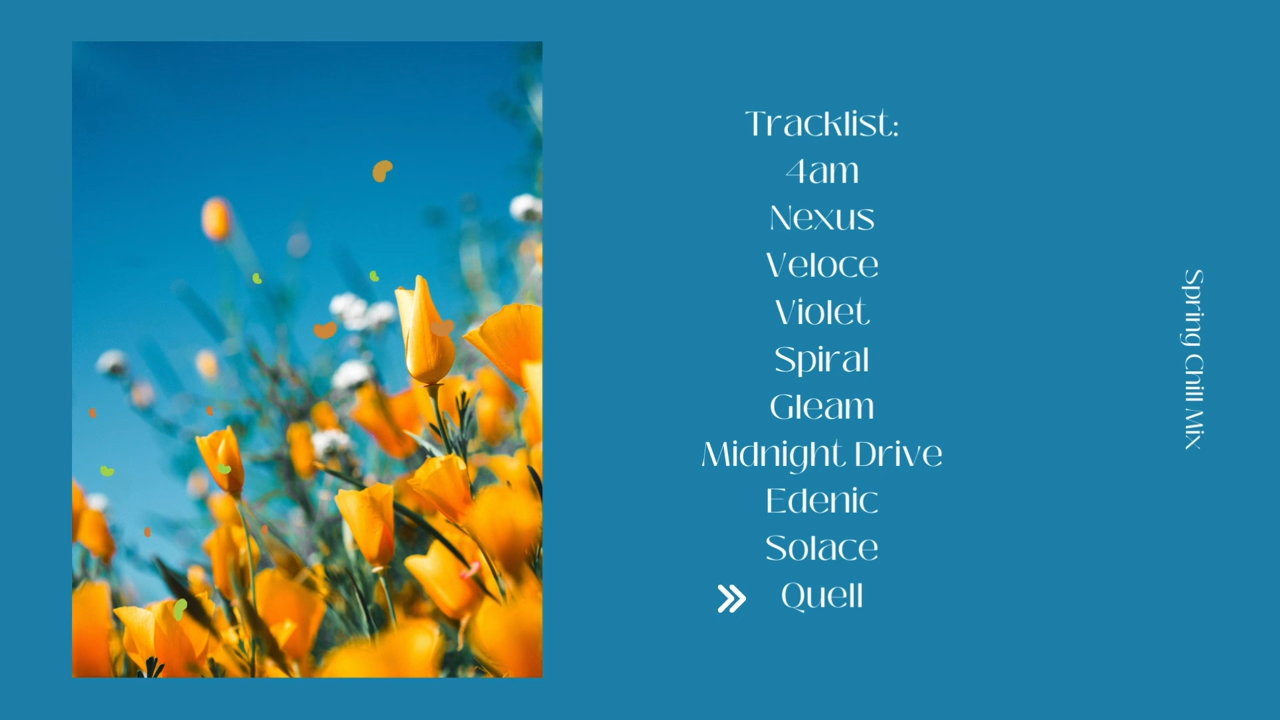 Tracklist:
4am
Nexus
Veloce
Violet
Spiral
Gleam
Midnight Drive
Edenic
Solace
Quell
Spring Chill Mix